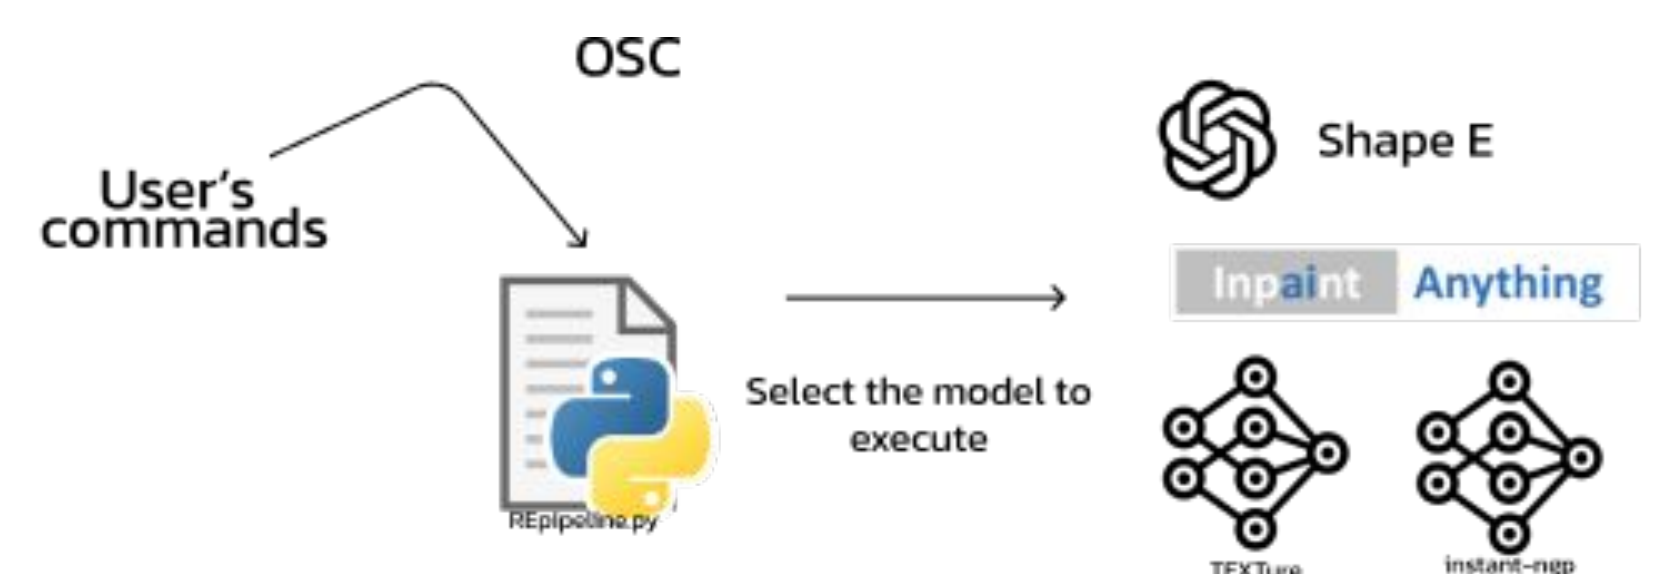 OSC
User's
commands
Shape E
Inpaint Anything
Select the model to
execute
REpipeline.py
TEXTure
instant-ngp